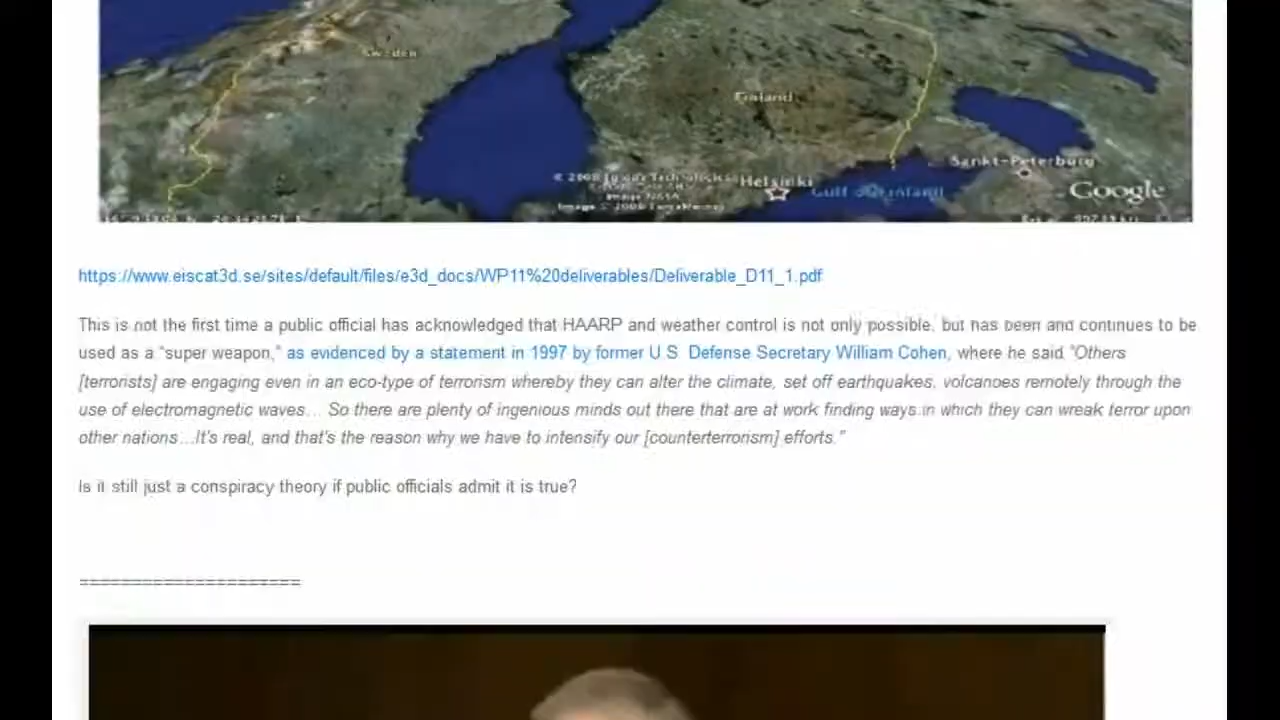 Sweden
Finland
Sankt-Peterburg
Helsinki
Gulf of Finland
Google
https://www.eiscat3d.se/sites/default/files/e3d_docs/WP11%20deliverables/Deliverable_D11_1.pdf
This is not the first time a public official has acknowledged that HAARP and weather control is not only possible, but has been and continues to be
used as a "super weapon," as evidenced by a statement in 1997 by former U.S. Defense Secretary William Cohen, where he said "Others
[terrorists] are engaging even in an eco-type of terrorism whereby they can alter the climate, set off earthquakes, volcanoes remotely through the
use of electromagnetic waves... So there are plenty of ingenious minds out there that are at work finding ways in which they can wreak terror upon
other nations...It's real, and that's the reason why we have to intensify our [counterterrorism] efforts."
Is it still just a conspiracy theory if public officials admit it is true?
====================